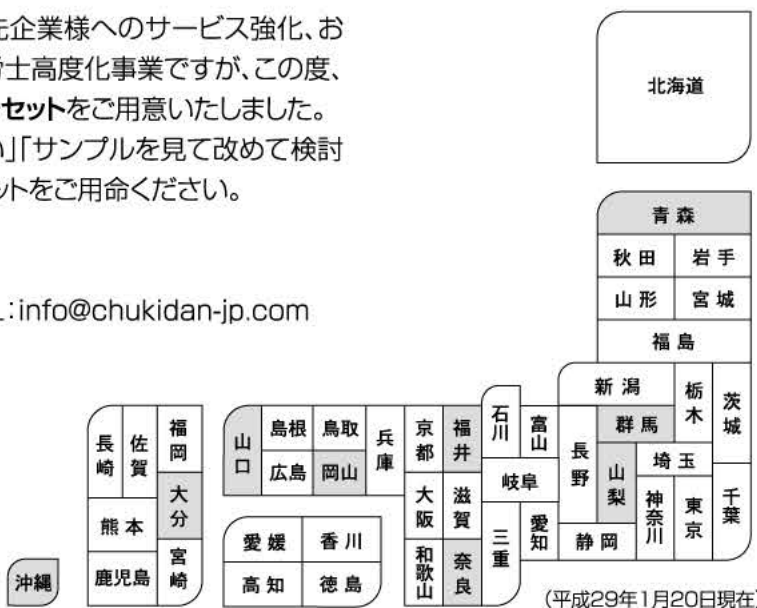 先企業様へのサービス強化、お
労士高度化事業ですが、この度、
セットをご用意いたしました。
い」「サンプルを見て改めて検討
ットをご用命ください。
:info@chukidan-jp.com
北海道
青森
秋田 岩手
山形 宮城
福島
新潟
栃木
茨城
群馬
埼玉
千葉
東京
神奈川
山梨
長野
静岡
富山
石川
岐阜
愛知
三重
福井
滋賀
奈良
京都
大阪
和歌山
兵庫
鳥取
島根
岡山
広島
山口
愛媛 香川
高知 徳島
福岡
佐賀
長崎
大分
熊本
宮崎
鹿児島
沖縄
(平成29年1月20日現在)